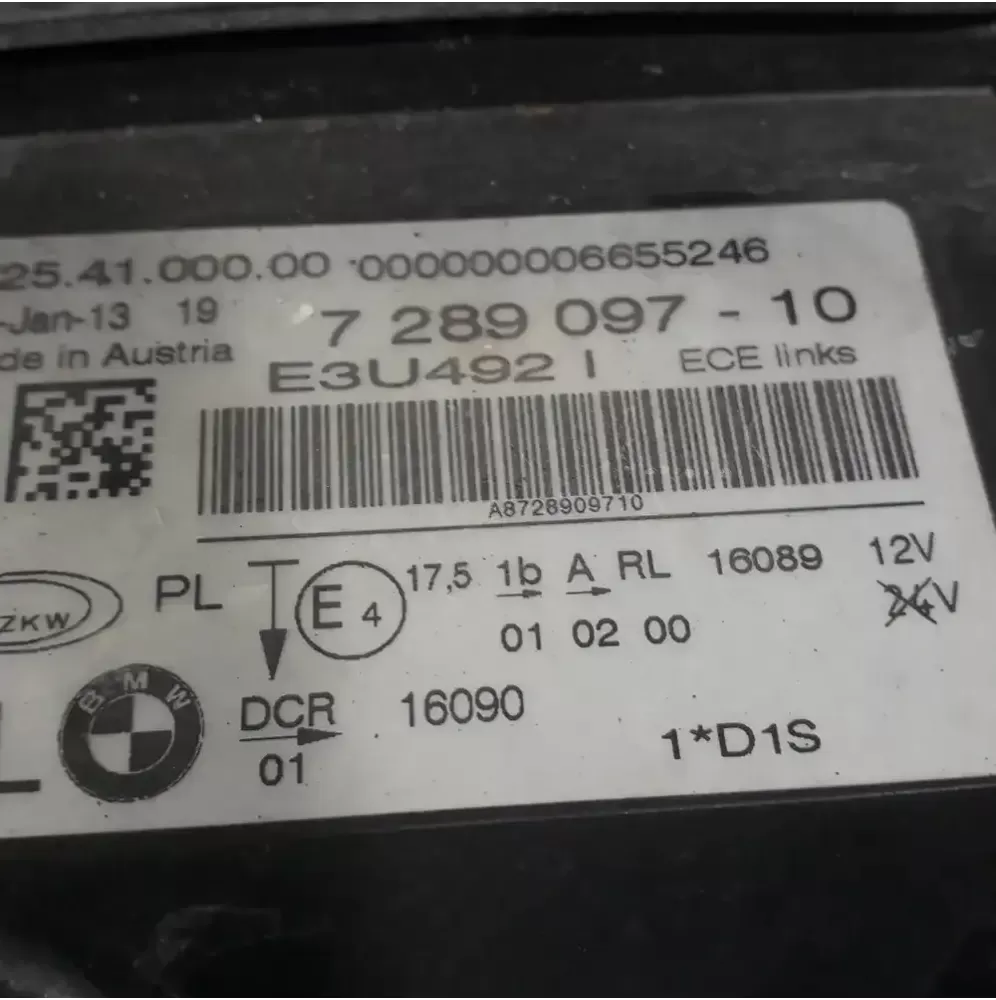 25.41.000.00 000000006655246
-Jan-13 19
7 289 097 - 10
de in Austria
E3U492 I ECE links
A8728909710
ZKW PL E 4 17,5 1b A RL 16089 12V
24V
01 02 00
BMW DCR 16090
01
1*D1S
L